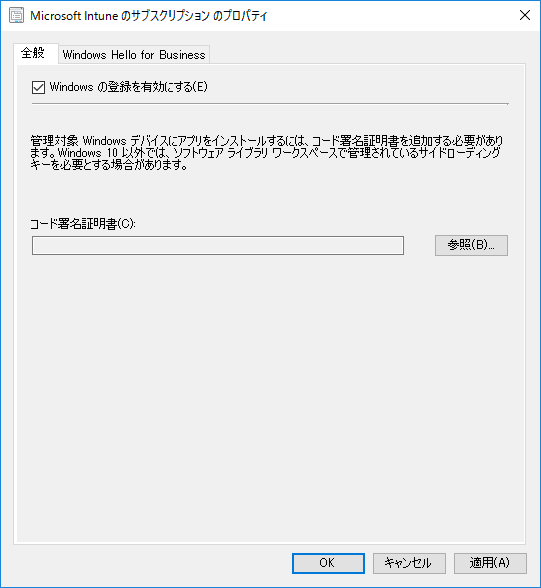 Microsoft Intune のサブスクリプション のプロパティ
全般
Windows Hello for Business
Windows の登録を有効にする(E)
管理対象 Windows デバイスにアプリをインストールするには、コード署名証明書を追加する必要があり
ます。Windows 10 以外では、ソフトウェア ライブラリ ワークスペースで管理されているサイドローディング
キーを必要とする場合があります。
コード署名証明書(C):
参照(B)...
OK
キャンセル
適用(A)